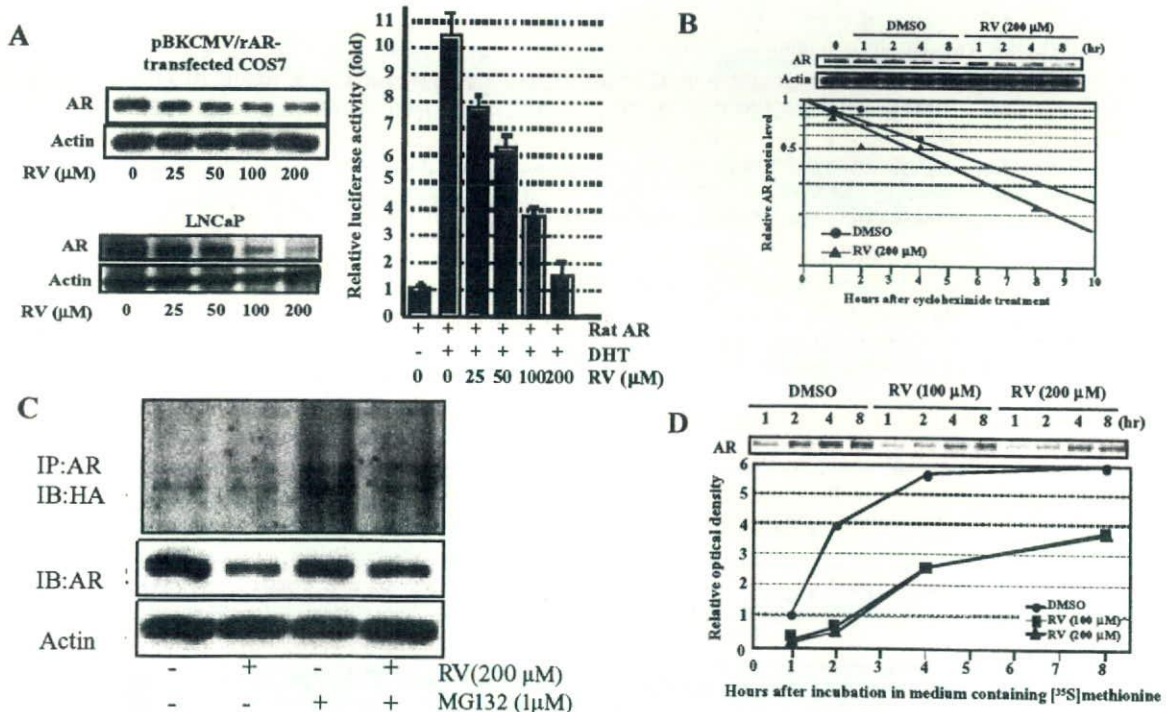 A
pBKCMV/rAR-
transfected COS7
AR
Actin
RV (µM) 0 25 50 100 200
LNCaP
AR
Actin
RV (µM) 0 25 50 100 200
Relative luciferase activity (fold)
11
10
9
8
7
6
5
4
3
2
1
0
+ + + + + + Rat AR
- + + + + + DHT
0 0 25 50 100 200 RV (µM)
B
DMSO RV (200 µM)
0 1 2 4 8 1 2 4 8 (hr)
AR
Actin
Relative AR protein level
1
0.5
DMSO
RV (200 µM)
0 1 2 3 4 5 6 7 8 9 10
Hours after cycloheximide treatment
C
IP:AR
IB:HA
IB:AR
Actin
- + - + RV(200 µM)
- - + + MG132 (1µM)
D
DMSO RV (100 µM) RV (200 µM)
1 2 4 8 1 2 4 8 1 2 4 8 (hr)
AR
Relative optical density
6
5
4
3
2
1
0
DMSO
RV (100 µM)
RV (200 µM)
0 1 2 3 4 5 6 7 8
Hours after incubation in medium containing [³⁵S]methionine